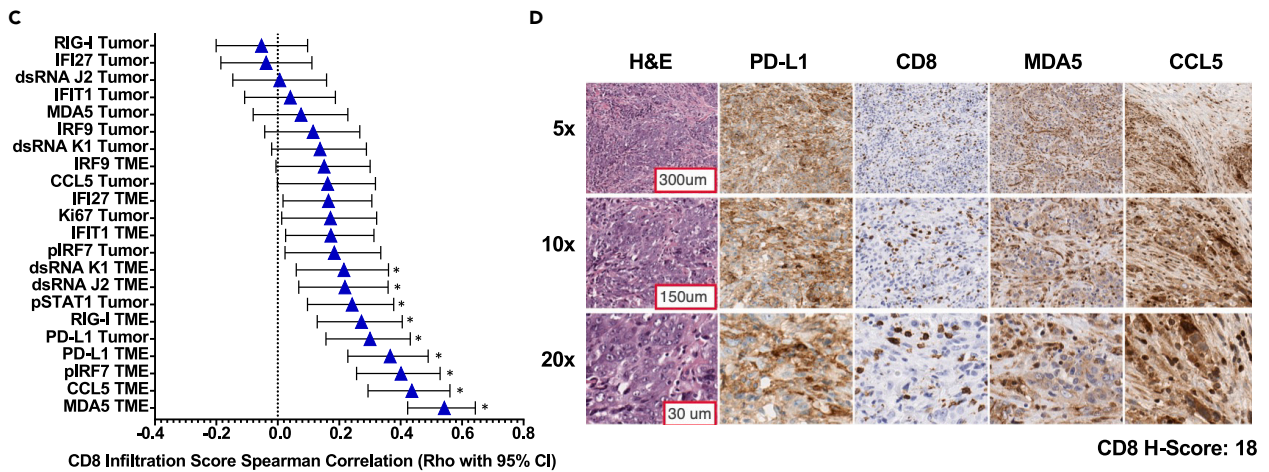 C
RIG-I Tumor
IFI27 Tumor
dsRNA J2 Tumor
IFIT1 Tumor
MDA5 Tumor
IRF9 Tumor
dsRNA K1 Tumor
IRF9 TME
CCL5 Tumor
IFI27 TME
Ki67 Tumor
IFIT1 TME
pIRF7 Tumor
dsRNA K1 TME *
dsRNA J2 TME *
pSTAT1 Tumor *
RIG-I TME *
PD-L1 Tumor *
PD-L1 TME *
pIRF7 TME *
CCL5 TME *
MDA5 TME *
-0.4 -0.2 0.0 0.2 0.4 0.6 0.8
CD8 Infiltration Score Spearman Correlation (Rho with 95% CI)
D
H&E PD-L1 CD8 MDA5 CCL5
5x
300um
10x
150um
20x
30 um
CD8 H-Score: 18